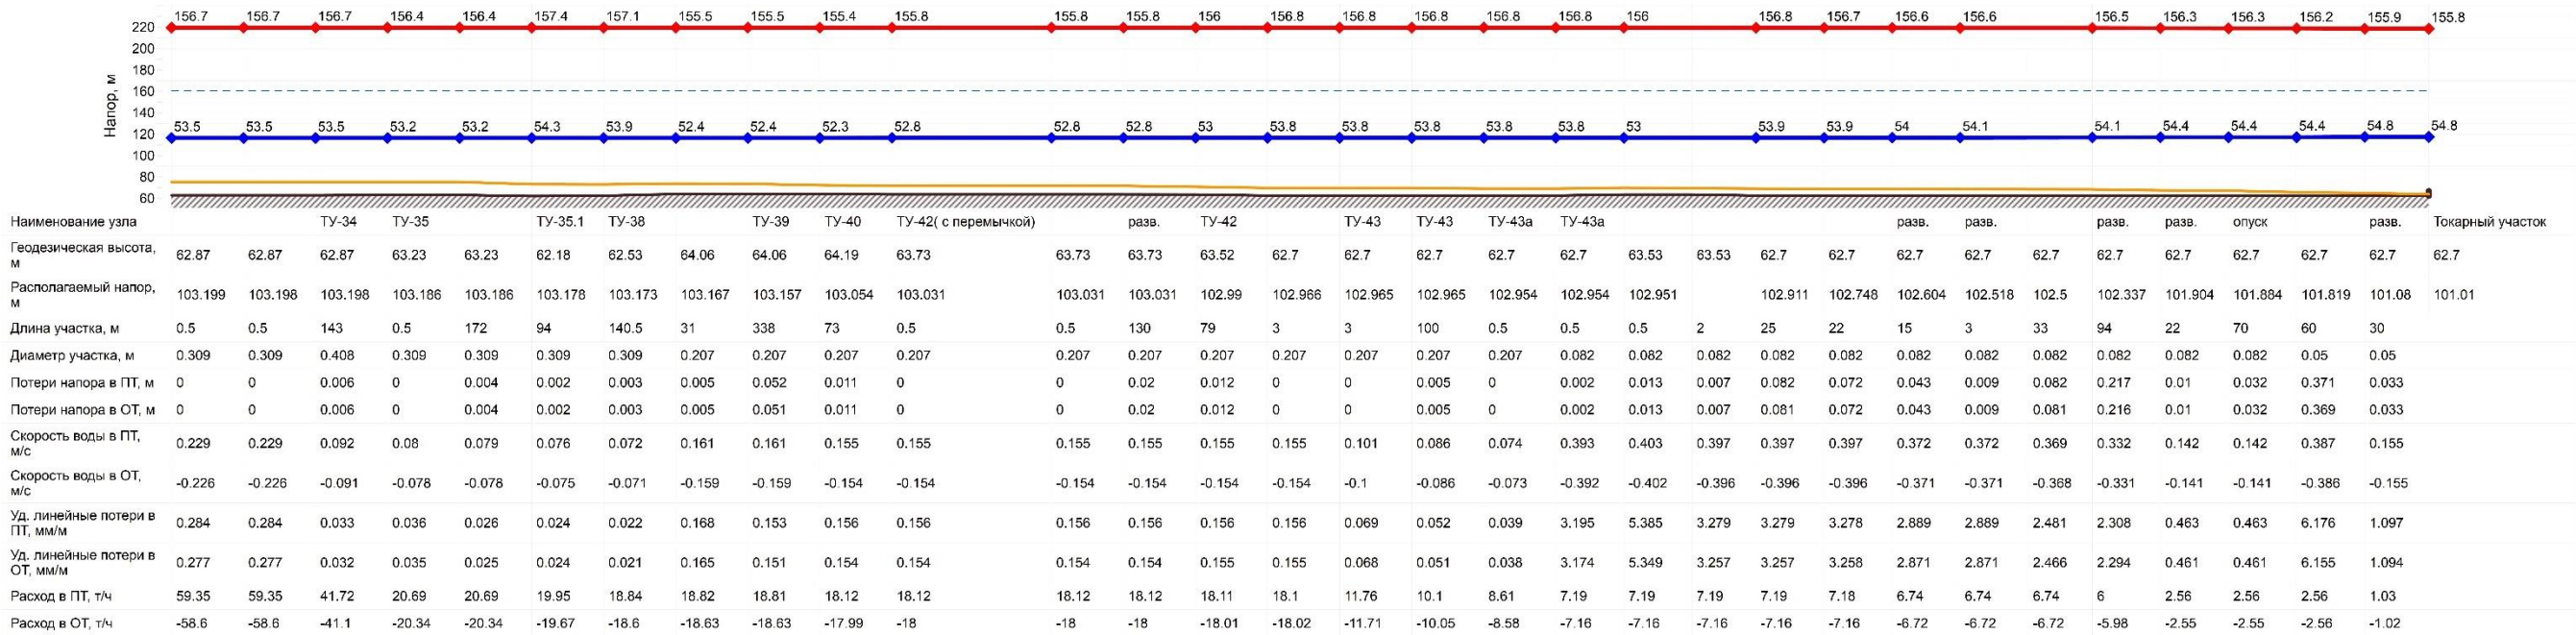 156.7 156.7 156.7 156.4 156.4 157.4 157.1 155.5 155.5 155.4 155.8 155.8 155.8 156 156.8 156.8 156.8 156.8 156.8 156 156.8 156.7 156.6 156.6 156.5 156.3 156.3 156.2 155.9 155.8
220
200
180
160
140
53.5 53.5 53.5 53.2 53.2 54.3 53.9 52.4 52.4 52.3 52.8 52.8 52.8 53 53.8 53.8 53.8 53.8 53.8 53 53.9 53.9 54 54.1 54.1 54.4 54.4 54.4 54.8 54.8
120
100
80
60
Напор, м
Наименование узла ТУ-34 ТУ-35 ТУ-35.1 ТУ-38 ТУ-39 ТУ-40 ТУ-42( с перемычкой) разв. ТУ-42 ТУ-43 ТУ-43 ТУ-43а ТУ-43а разв. разв. разв. разв. опуск разв. Токарный участок
Геодезическая высота, м 62.87 62.87 62.87 63.23 63.23 62.18 62.53 64.06 64.06 64.19 63.73 63.73 63.73 63.52 62.7 62.7 62.7 62.7 62.7 63.53 63.53 62.7 62.7 62.7 62.7 62.7 62.7 62.7 62.7 62.7 62.7 62.7
Располагаемый напор, м 103.199 103.198 103.198 103.186 103.186 103.178 103.173 103.167 103.157 103.054 103.031 103.031 103.031 102.99 102.966 102.965 102.965 102.954 102.954 102.951 102.911 102.748 102.604 102.518 102.5 102.337 101.904 101.884 101.819 101.08 101.01
Длина участка, м 0.5 0.5 143 0.5 172 94 140.5 31 338 73 0.5 0.5 130 79 3 3 100 0.5 0.5 0.5 2 25 22 15 3 33 94 22 70 60 30
Диаметр участка, м 0.309 0.309 0.408 0.309 0.309 0.309 0.309 0.207 0.207 0.207 0.207 0.207 0.207 0.207 0.207 0.207 0.207 0.207 0.082 0.082 0.082 0.082 0.082 0.082 0.082 0.082 0.082 0.082 0.082 0.05 0.05
Потери напора в ПТ, м 0 0 0.006 0 0.004 0.002 0.003 0.005 0.052 0.011 0 0 0.02 0.012 0 0 0.005 0 0.002 0.013 0.007 0.082 0.072 0.043 0.009 0.082 0.217 0.01 0.032 0.371 0.033
Потери напора в ОТ, м 0 0 0.006 0 0.004 0.002 0.003 0.005 0.051 0.011 0 0 0.02 0.012 0 0 0.005 0 0.002 0.013 0.007 0.081 0.072 0.043 0.009 0.081 0.216 0.01 0.032 0.369 0.033
Скорость воды в ПТ, м/с 0.229 0.229 0.092 0.08 0.079 0.076 0.072 0.161 0.161 0.155 0.155 0.155 0.155 0.155 0.155 0.101 0.086 0.074 0.393 0.403 0.397 0.397 0.397 0.372 0.372 0.369 0.332 0.142 0.142 0.387 0.155
Скорость воды в ОТ, м/с -0.226 -0.226 -0.091 -0.078 -0.078 -0.075 -0.071 -0.159 -0.159 -0.154 -0.154 -0.154 -0.154 -0.154 -0.154 -0.1 -0.086 -0.073 -0.392 -0.402 -0.396 -0.396 -0.396 -0.371 -0.371 -0.368 -0.331 -0.141 -0.141 -0.386 -0.155
Уд. линейные потери в ПТ, мм/м 0.284 0.284 0.033 0.036 0.026 0.024 0.022 0.168 0.153 0.156 0.156 0.156 0.156 0.156 0.156 0.069 0.052 0.039 3.195 5.385 3.279 3.279 3.278 2.889 2.889 2.481 2.308 0.463 0.463 6.176 1.097
Уд. линейные потери в ОТ, мм/м 0.277 0.277 0.032 0.035 0.025 0.024 0.021 0.165 0.151 0.154 0.154 0.154 0.154 0.155 0.155 0.068 0.051 0.038 3.174 5.349 3.257 3.257 3.258 2.871 2.871 2.466 2.294 0.461 0.461 6.155 1.094
Расход в ПТ, т/ч 59.35 59.35 41.72 20.69 20.69 19.95 18.84 18.82 18.81 18.12 18.12 18.12 18.12 18.11 18.1 11.76 10.1 8.61 7.19 7.19 7.19 7.19 7.18 6.74 6.74 6.74 6 2.56 2.56 2.56 1.03
Расход в ОТ, т/ч -58.6 -58.6 -41.1 -20.34 -20.34 -19.67 -18.6 -18.63 -18.63 -17.99 -18 -18 -18 -18.01 -18.02 -11.71 -10.05 -8.58 -7.16 -7.16 -7.16 -7.16 -7.16 -6.72 -6.72 -6.72 -5.98 -2.55 -2.55 -2.56 -1.02